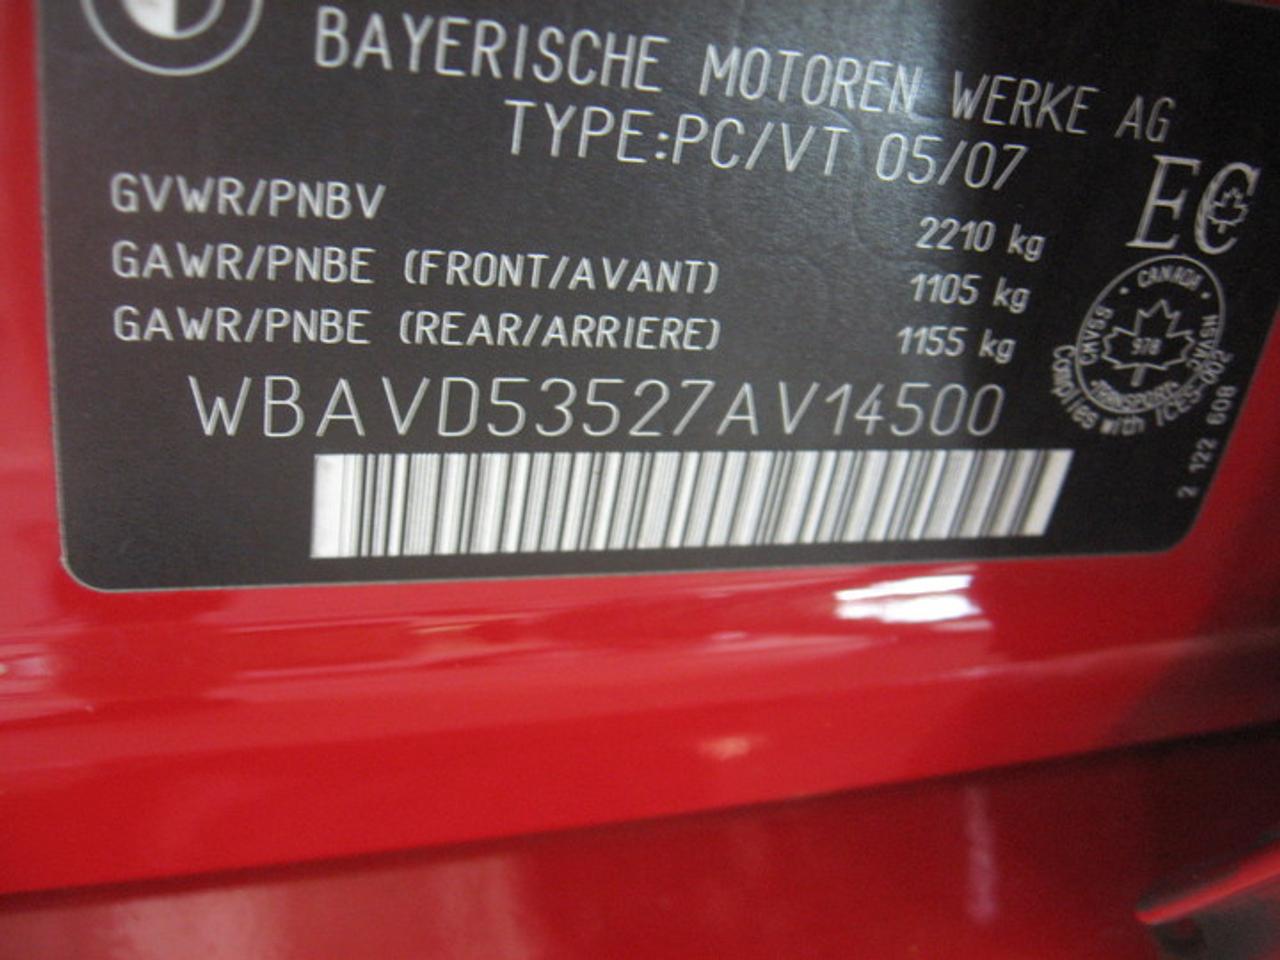 BAYERISCHE MOTOREN WERKE AG
TYPE:PC/VT 05/07
GVWR/PNBV 2210 kg
GAWR/PNBE (FRONT/AVANT) 1105 kg
GAWR/PNBE (REAR/ARRIERE) 1155 kg
WBAVD53527AV14500
EC
CANADA
CMVSS NSVAC
978
TRANSPORT
Complies with ICES-002
2 122 608